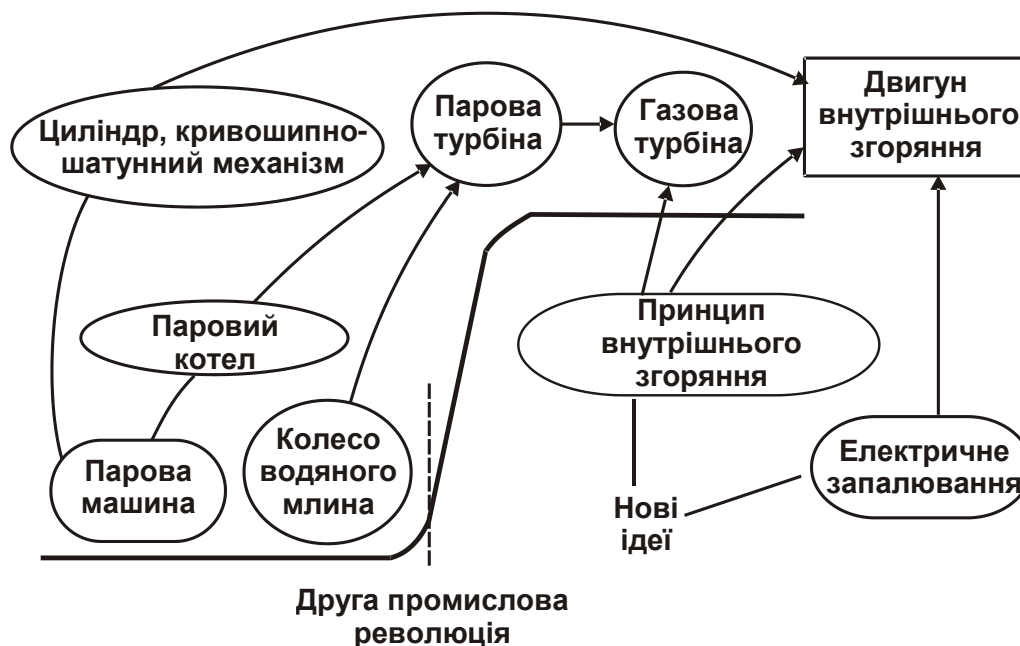 Циліндр, кривошипно-
шатунний механізм
Парова
турбіна
Газова
турбіна
Двигун
внутрішнього
згоряння
Паровий
котел
Принцип
внутрішнього
згоряння
Парова
машина
Колесо
водяного
млина
Нові
ідеї
Електричне
запалювання
Друга промислова
революція